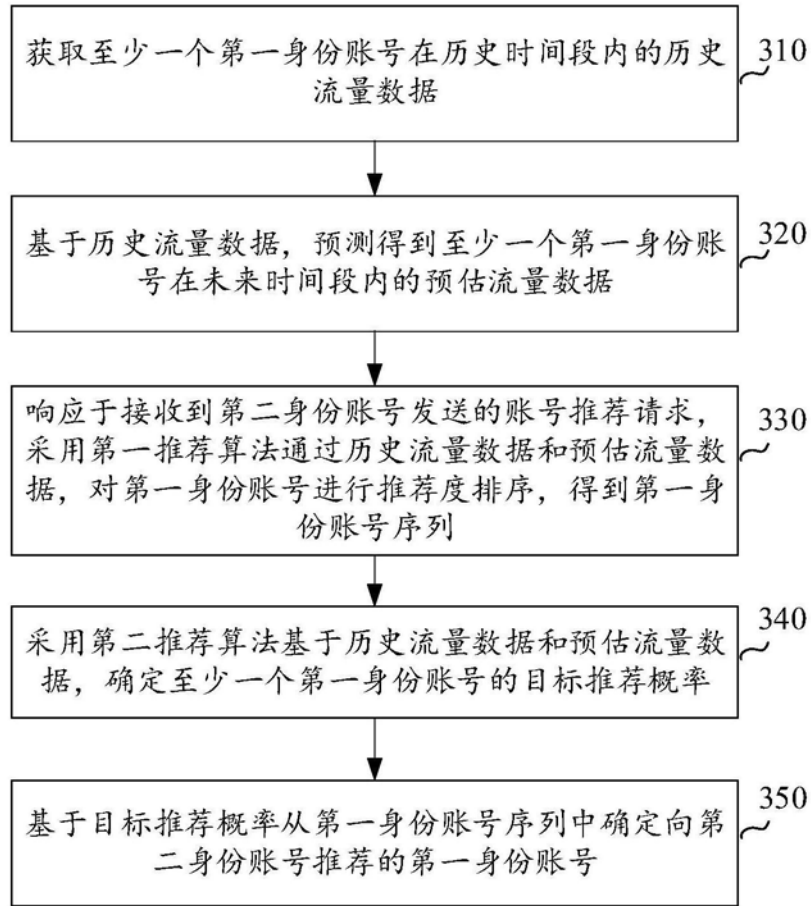 获取至少一个第一身份账号在历史时间段内的历史
流量数据
310
基于历史流量数据，预测得到至少一个第一身份账
号在未来时间段内的预估流量数据
320
响应于接收到第二身份账号发送的账号推荐请求，
采用第一推荐算法通过历史流量数据和预估流量数
据，对第一身份账号进行推荐度排序，得到第一身
份账号序列
330
采用第二推荐算法基于历史流量数据和预估流量数
据，确定至少一个第一身份账号的目标推荐概率
340
基于目标推荐概率从第一身份账号序列中确定向第
二身份账号推荐的第一身份账号
350